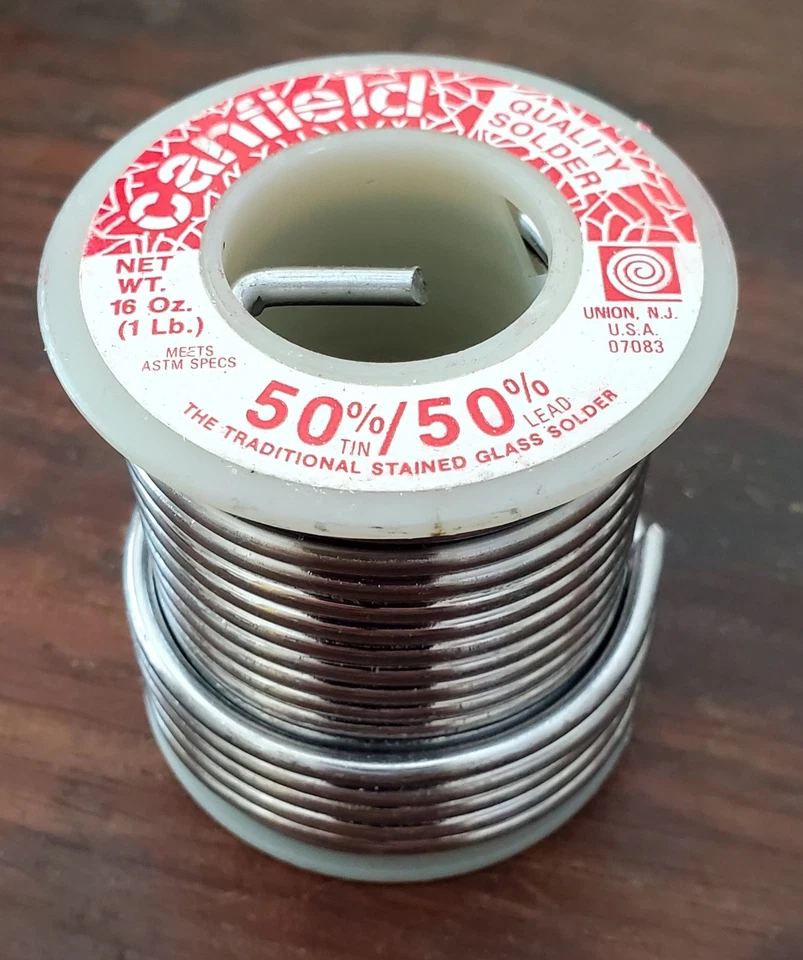 canfield
QUALITY
SOLDER
NET
WT.
16 Oz.
(1 Lb.)
MEETS
ASTM SPECS
UNION, N.J.
U.S.A.
07083
50%/50%
TIN LEAD
THE TRADITIONAL STAINED GLASS SOLDER